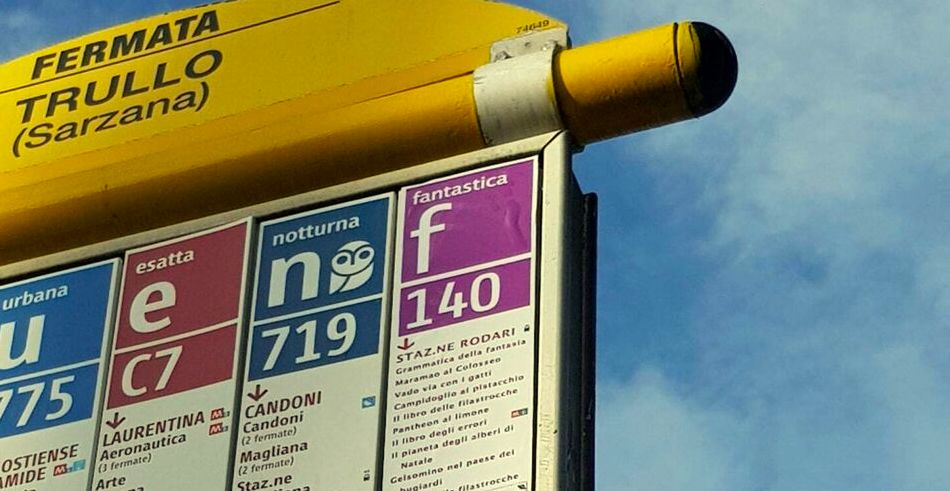 74649
FERMATA
TRULLO
(Sarzana)
urbana
u
775
OSTIENSE
esatta
e
C7
LAURENTINA
Aeronautica
(3 fermate)
Arte
notturna
n
719
CANDONI
Candoni
(2 fermate)
Magliana
(2 fermate)
Staz.ne
fantastica
f
140
STAZ.NE RODARI
Grammatica della fantasia
Maramao al Colosseo
Vado via con i gatti
Campidoglio al pistacchio
Il libro delle filastrocche
Pantheon al limone
Il libro degli errori
Il pianeta degli alberi di
Natale
Gelsomino nel paese dei
bugiardi
filastrocche